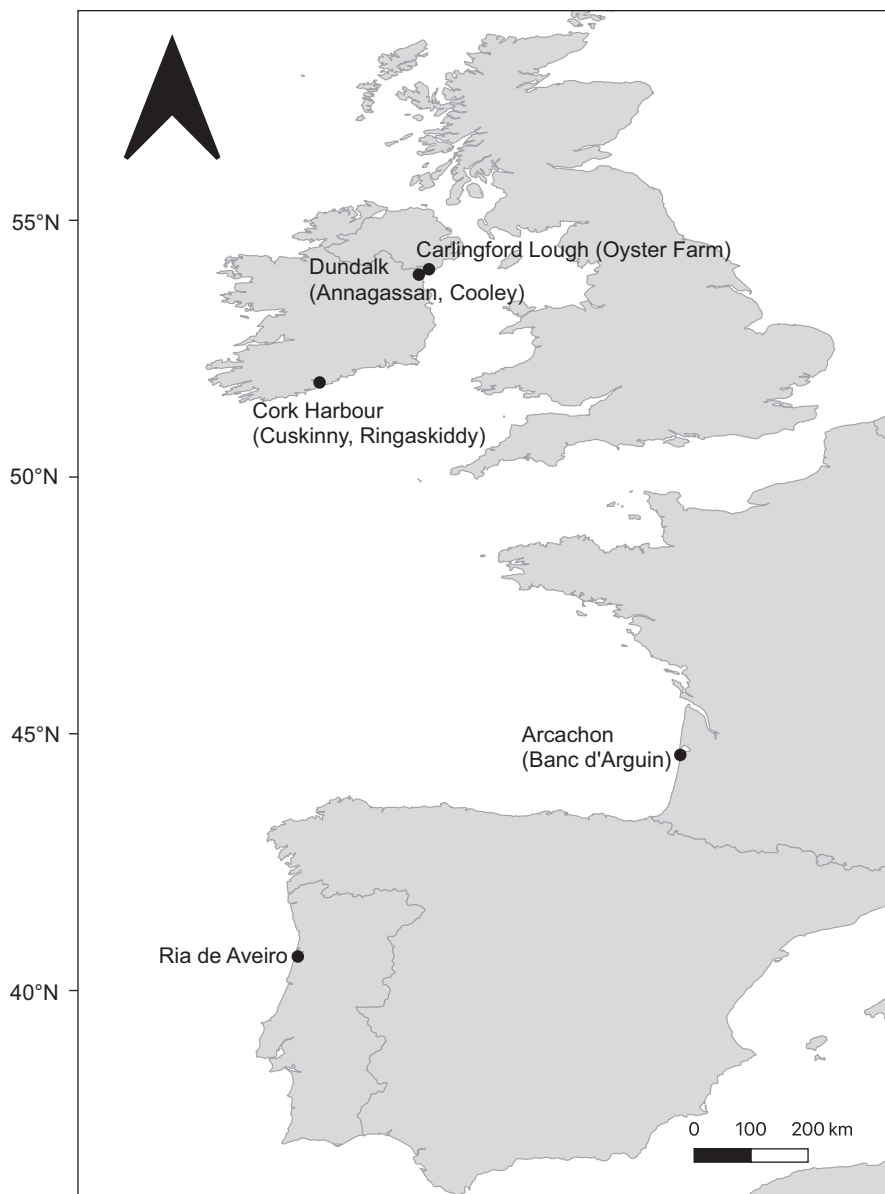 55°N
Carlingford Lough (Oyster Farm)
Dundalk
(Annagassan, Cooley)
Cork Harbour
(Cuskinny, Ringaskiddy)
50°N
45°N
Arcachon
(Banc d'Arguin)
Ria de Aveiro
40°N
0 100 200 km